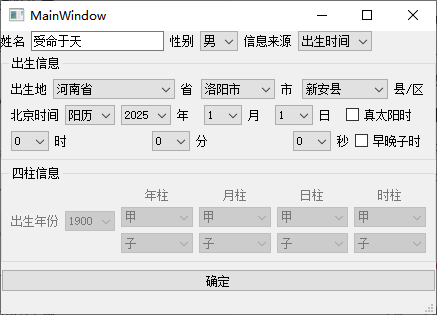 MainWindow
姓名 受命于天 性别 男 信息来源 出生时间
出生信息
出生地 河南省 省 洛阳市 市 新安县 县/区
北京时间 阳历 2025 年 1 月 1 日 真太阳时
0 时 0 分 0 秒 早晚子时
四柱信息
年柱 月柱 日柱 时柱
出生年份 1900 甲 甲 甲 甲
子 子 子 子
确定